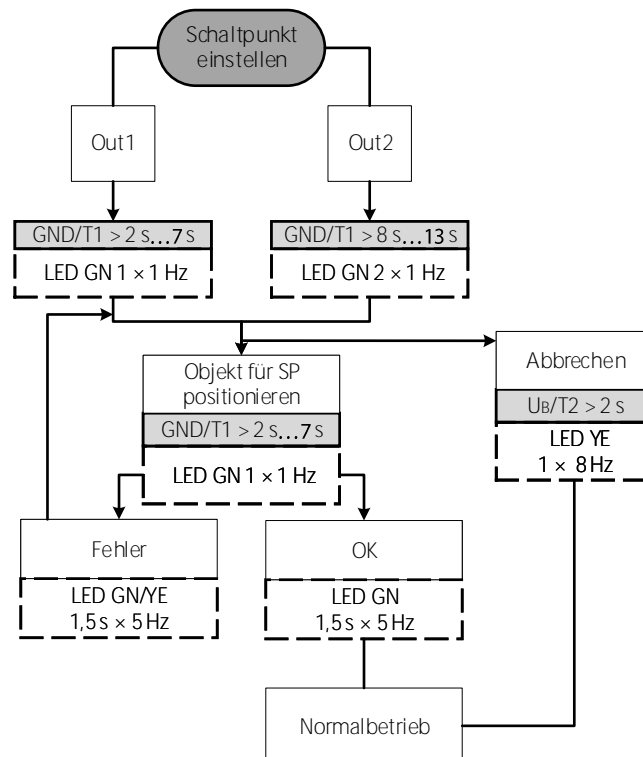 Schaltpunkt
einstellen
Out1
Out2
GND/T1 > 2 s...7 s
LED GN 1 × 1 Hz
GND/T1 > 8 s...13 s
LED GN 2 × 1 Hz
Objekt für SP
positionieren
GND/T1 > 2 s...7 s
LED GN 1 × 1 Hz
Abbrechen
UB/T2 > 2 s
LED YE
1 × 8 Hz
Fehler
LED GN/YE
1,5 s × 5 Hz
OK
LED GN
1,5 s × 5 Hz
Normalbetrieb